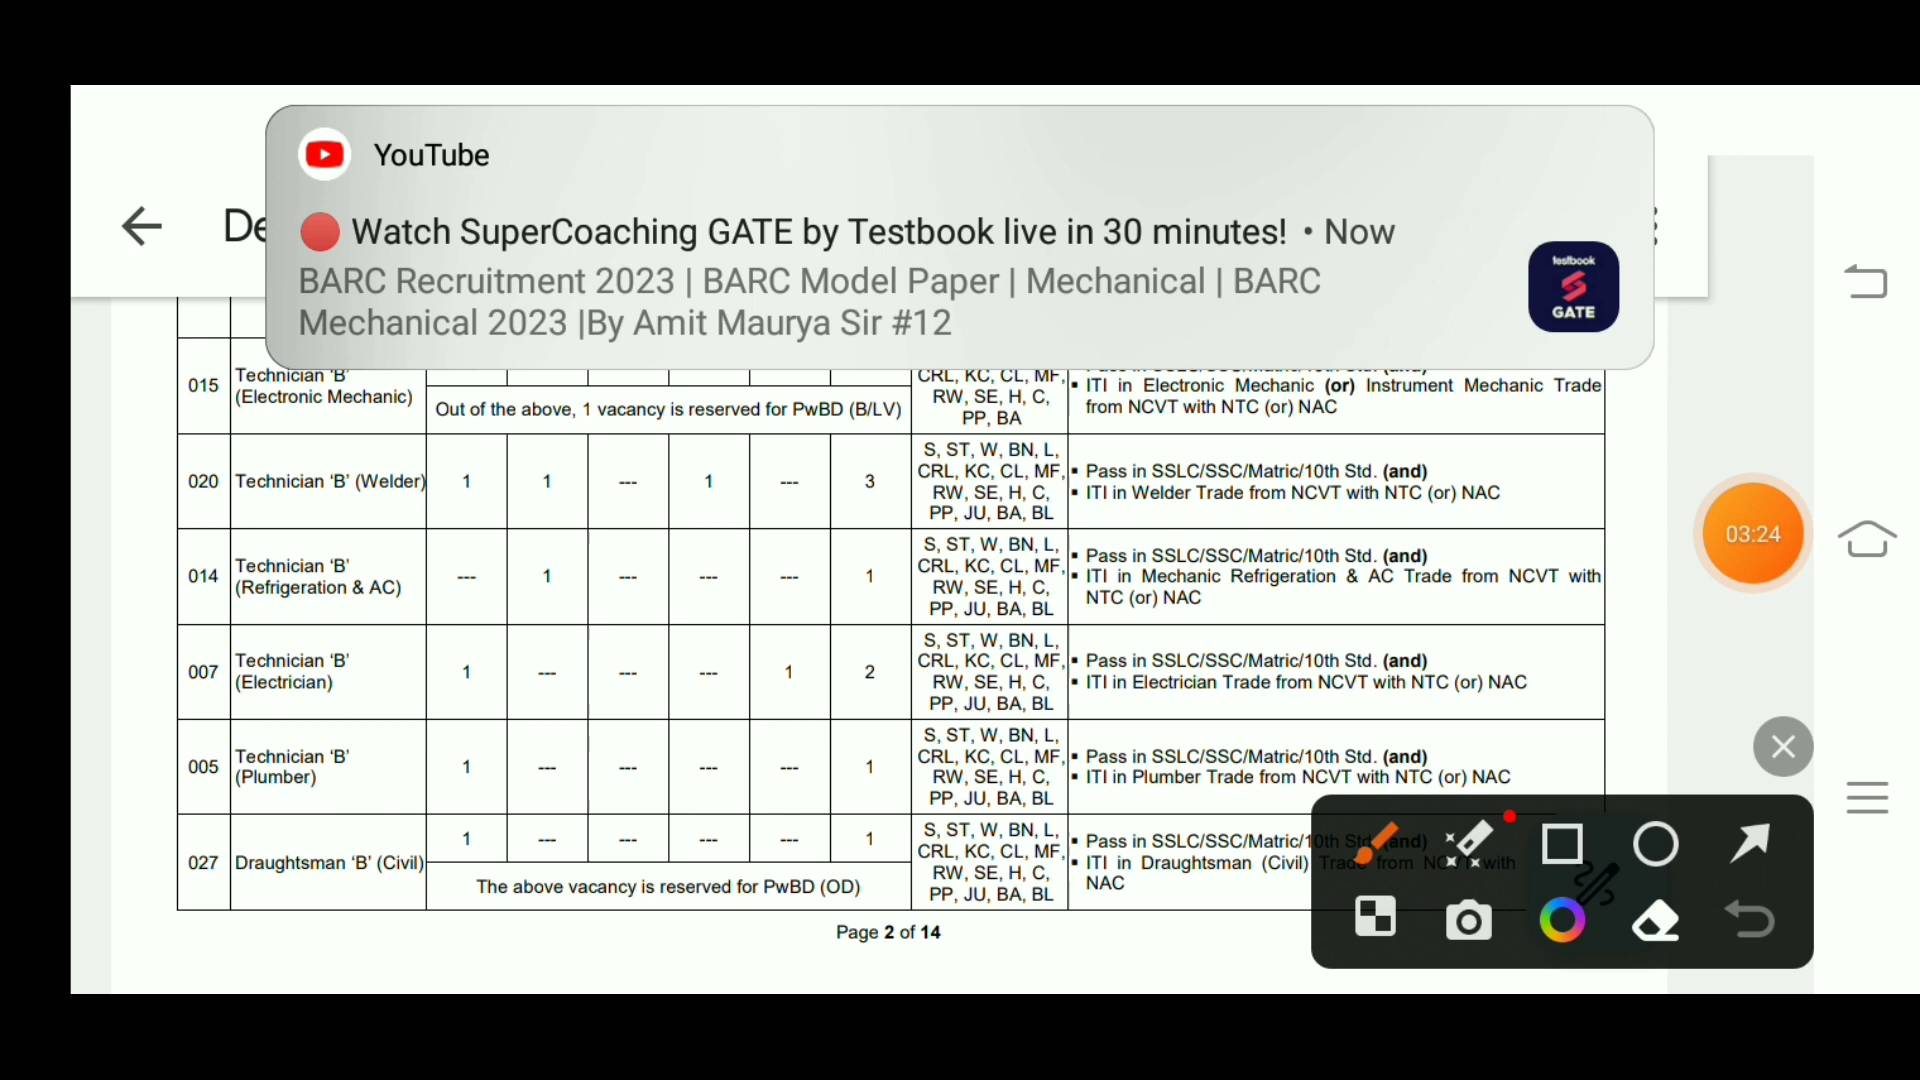 YouTube
De
🔴 Watch SuperCoaching GATE by Testbook live in 30 minutes! • Now
BARC Recruitment 2023 | BARC Model Paper | Mechanical | BARC
Mechanical 2023 |By Amit Maurya Sir #12
testbook
GATE
015
Technician ‘B’
(Electronic Mechanic)
Out of the above, 1 vacancy is reserved for PwBD (B/LV)
CRL, KC, CL, MF,
RW, SE, H, C,
PP, BA
▪ ITI in Electronic Mechanic (or) Instrument Mechanic Trade
from NCVT with NTC (or) NAC
020
Technician ‘B’ (Welder)
1 1 --- 1 --- 3
S, ST, W, BN, L,
CRL, KC, CL, MF,
RW, SE, H, C,
PP, JU, BA, BL
▪ Pass in SSLC/SSC/Matric/10th Std. (and)
▪ ITI in Welder Trade from NCVT with NTC (or) NAC
014
Technician ‘B’
(Refrigeration & AC)
--- 1 --- --- --- 1
S, ST, W, BN, L,
CRL, KC, CL, MF,
RW, SE, H, C,
PP, JU, BA, BL
▪ Pass in SSLC/SSC/Matric/10th Std. (and)
▪ ITI in Mechanic Refrigeration & AC Trade from NCVT with
NTC (or) NAC
007
Technician ‘B’
(Electrician)
1 --- --- --- 1 2
S, ST, W, BN, L,
CRL, KC, CL, MF,
RW, SE, H, C,
PP, JU, BA, BL
▪ Pass in SSLC/SSC/Matric/10th Std. (and)
▪ ITI in Electrician Trade from NCVT with NTC (or) NAC
005
Technician ‘B’
(Plumber)
1 --- --- --- --- 1
S, ST, W, BN, L,
CRL, KC, CL, MF,
RW, SE, H, C,
PP, JU, BA, BL
▪ Pass in SSLC/SSC/Matric/10th Std. (and)
▪ ITI in Plumber Trade from NCVT with NTC (or) NAC
027
Draughtsman ‘B’ (Civil)
1 --- --- --- --- 1
The above vacancy is reserved for PwBD (OD)
S, ST, W, BN, L,
CRL, KC, CL, MF,
RW, SE, H, C,
PP, JU, BA, BL
▪ Pass in SSLC/SSC/Matric/10th Std. (and)
▪ ITI in Draughtsman (Civil) Trade from NCVT with
NAC
Page 2 of 14
03:24